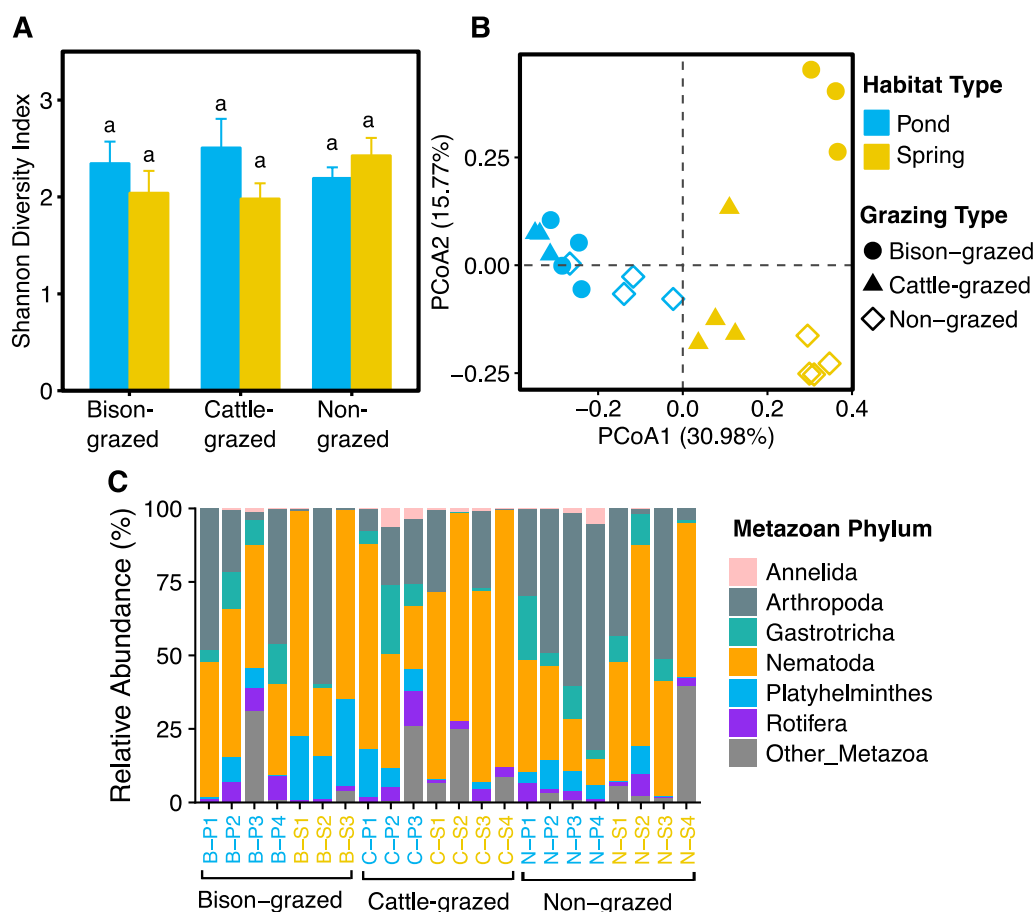 A
Shannon Diversity Index
3
2
1
0
a
a
a
a
a
a
Bison-
grazed
Cattle-
grazed
Non-
grazed
B
PCoA2 (15.77%)
0.25
0.00
−0.25
−0.2
0.0
0.2
0.4
PCoA1 (30.98%)
Habitat Type
Pond
Spring
Grazing Type
Bison−grazed
Cattle-grazed
Non−grazed
C
Relative Abundance (%)
100
75
50
25
0
B−P1
B−P2
B−P3
B−P4
B−S1
B−S2
B−S3
C−P1
C−P2
C−P3
C−S1
C−S2
C−S3
C−S4
N−P1
N−P2
N−P3
N−P4
N−S1
N−S2
N−S3
N−S4
Bison−grazed
Cattle-grazed
Non−grazed
Metazoan Phylum
Annelida
Arthropoda
Gastrotricha
Nematoda
Platyhelminthes
Rotifera
Other_Metazoa